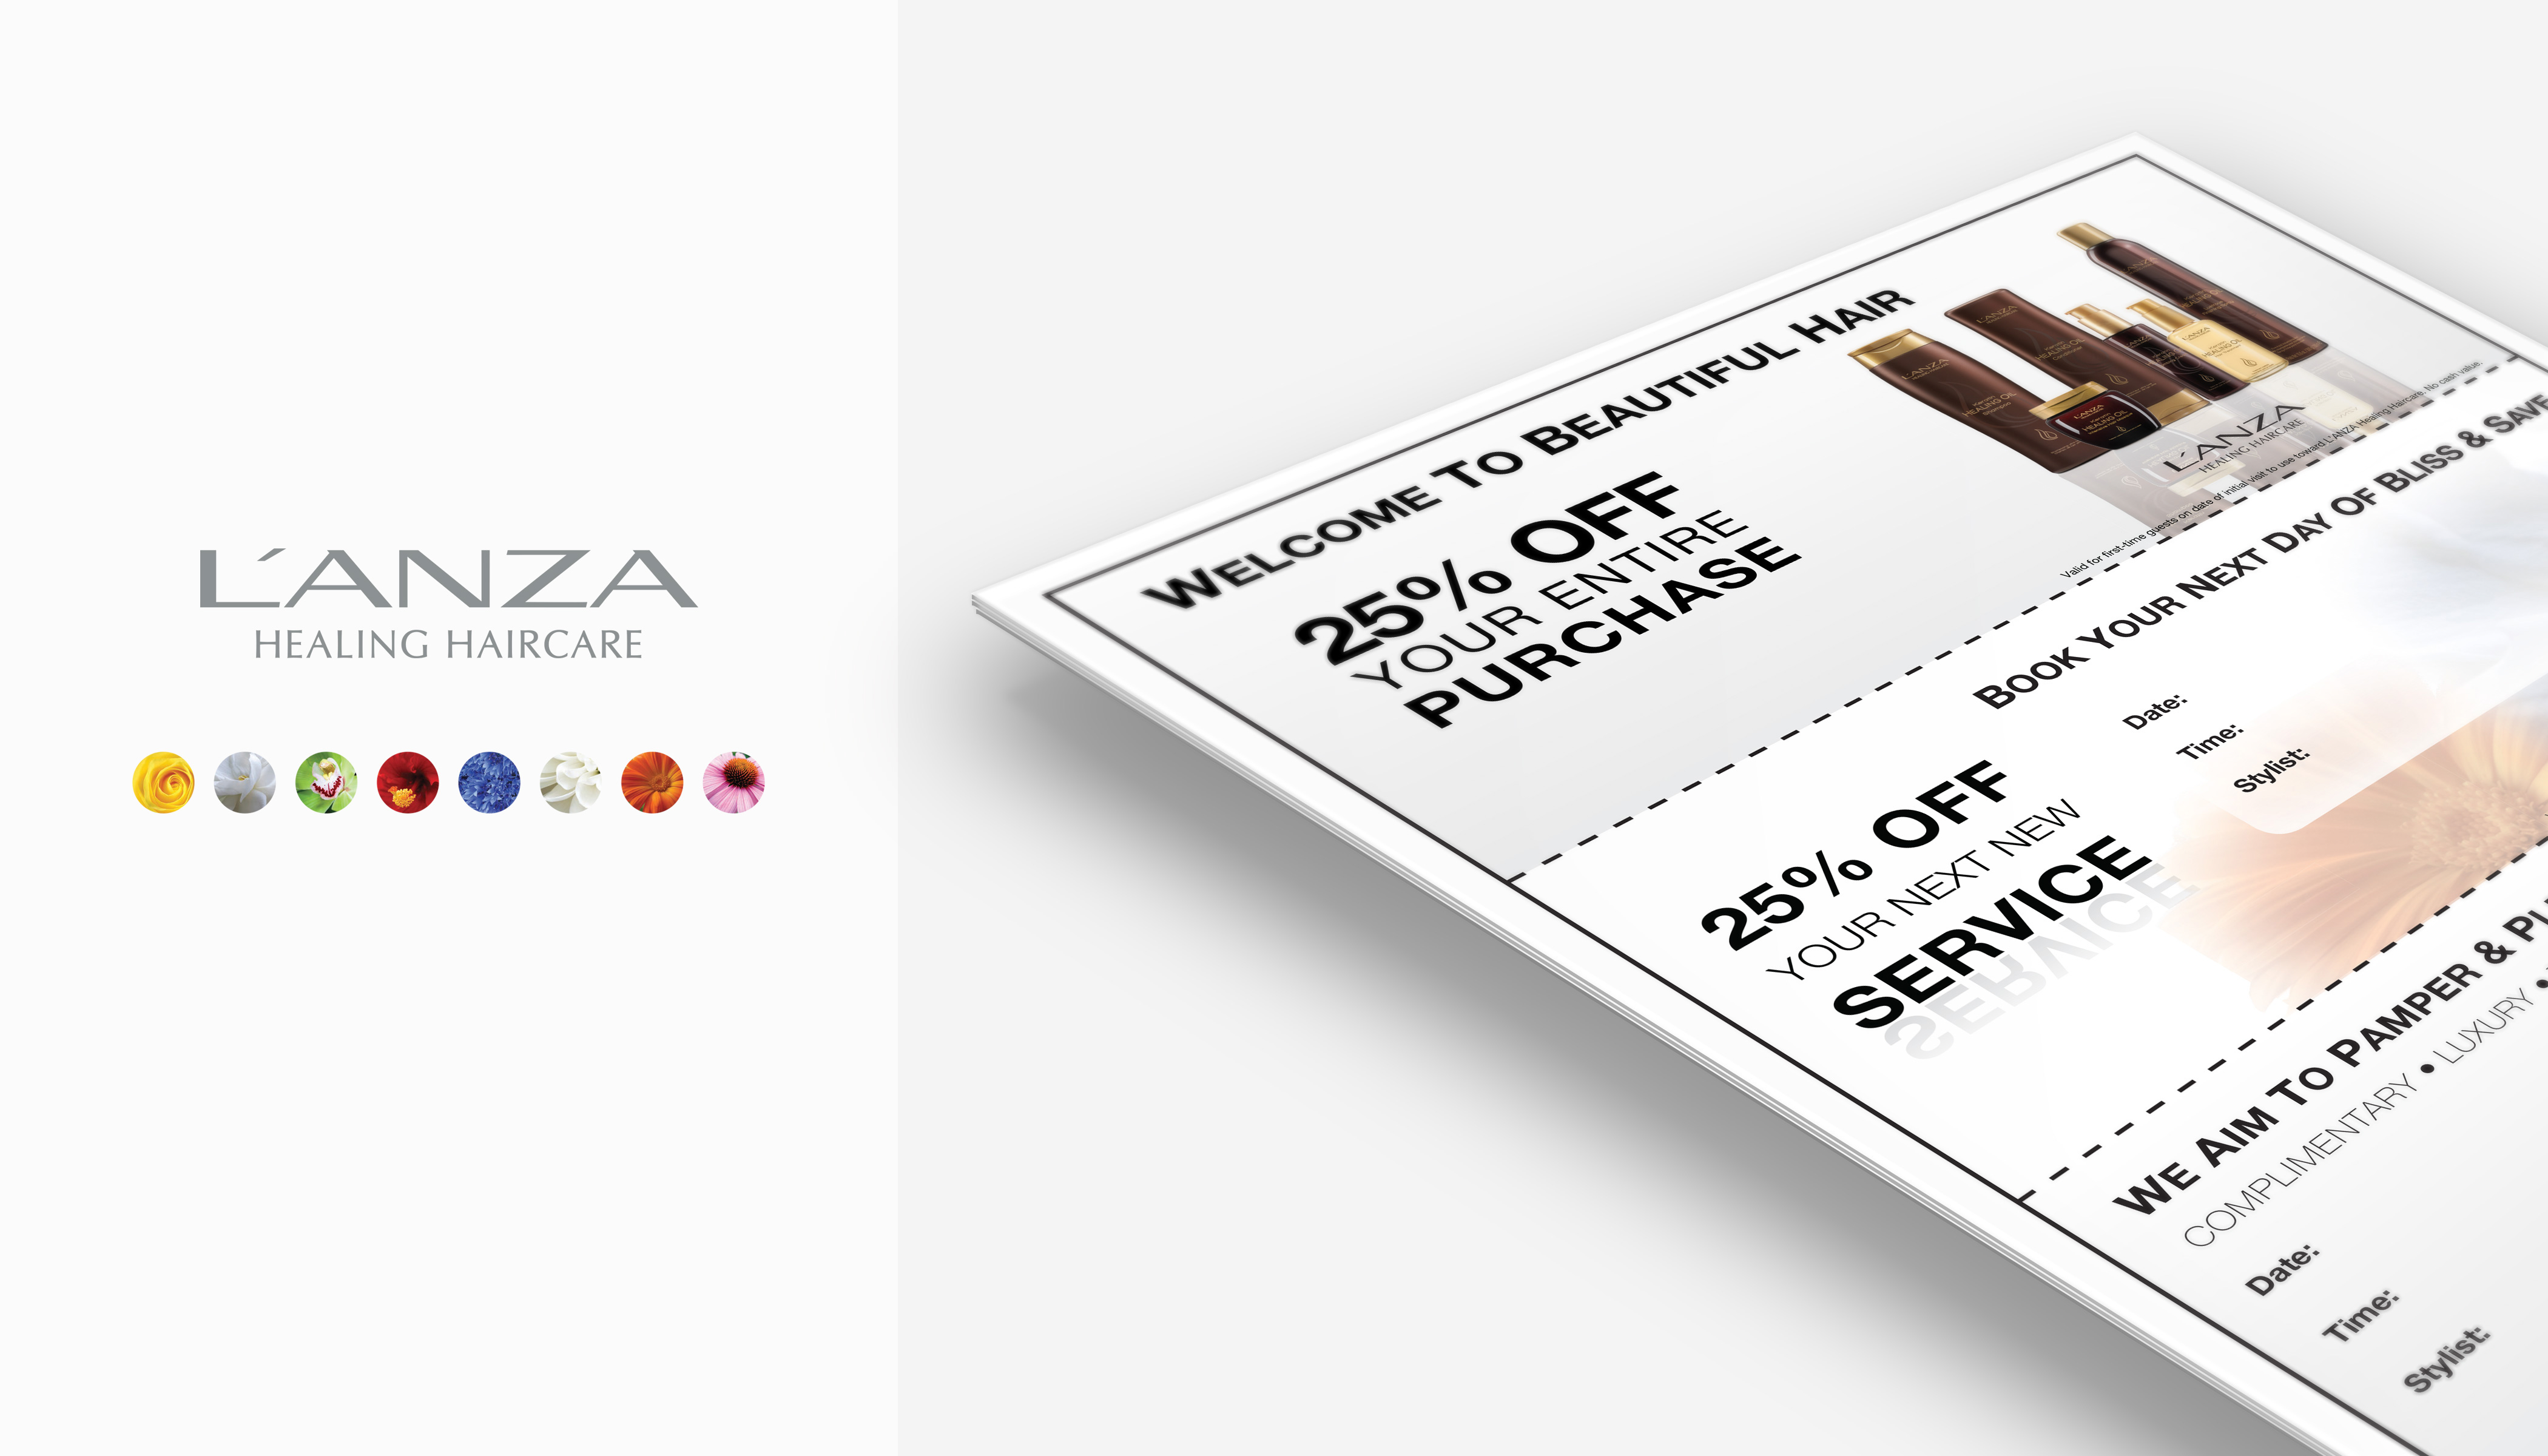 L'ANZA
HEALING HAIRCARE
WELCOME TO BEAUTIFUL HAIR
25% OFF
YOUR ENTIRE
PURCHASE
L'ANZA
HEALING HAIRCARE
Valid for first-time guests on date of initial visit to use toward L'ANZA Healing Haircare. No cash value.
BOOK YOUR NEXT DAY OF BLISS & SAVE
Date:
Time:
Stylist:
25% OFF
YOUR NEXT NEW
SERVICE
WE AIM TO PAMPER &
COMPLIMENTARY • LUXURY •
Date:
Time:
Stylist: